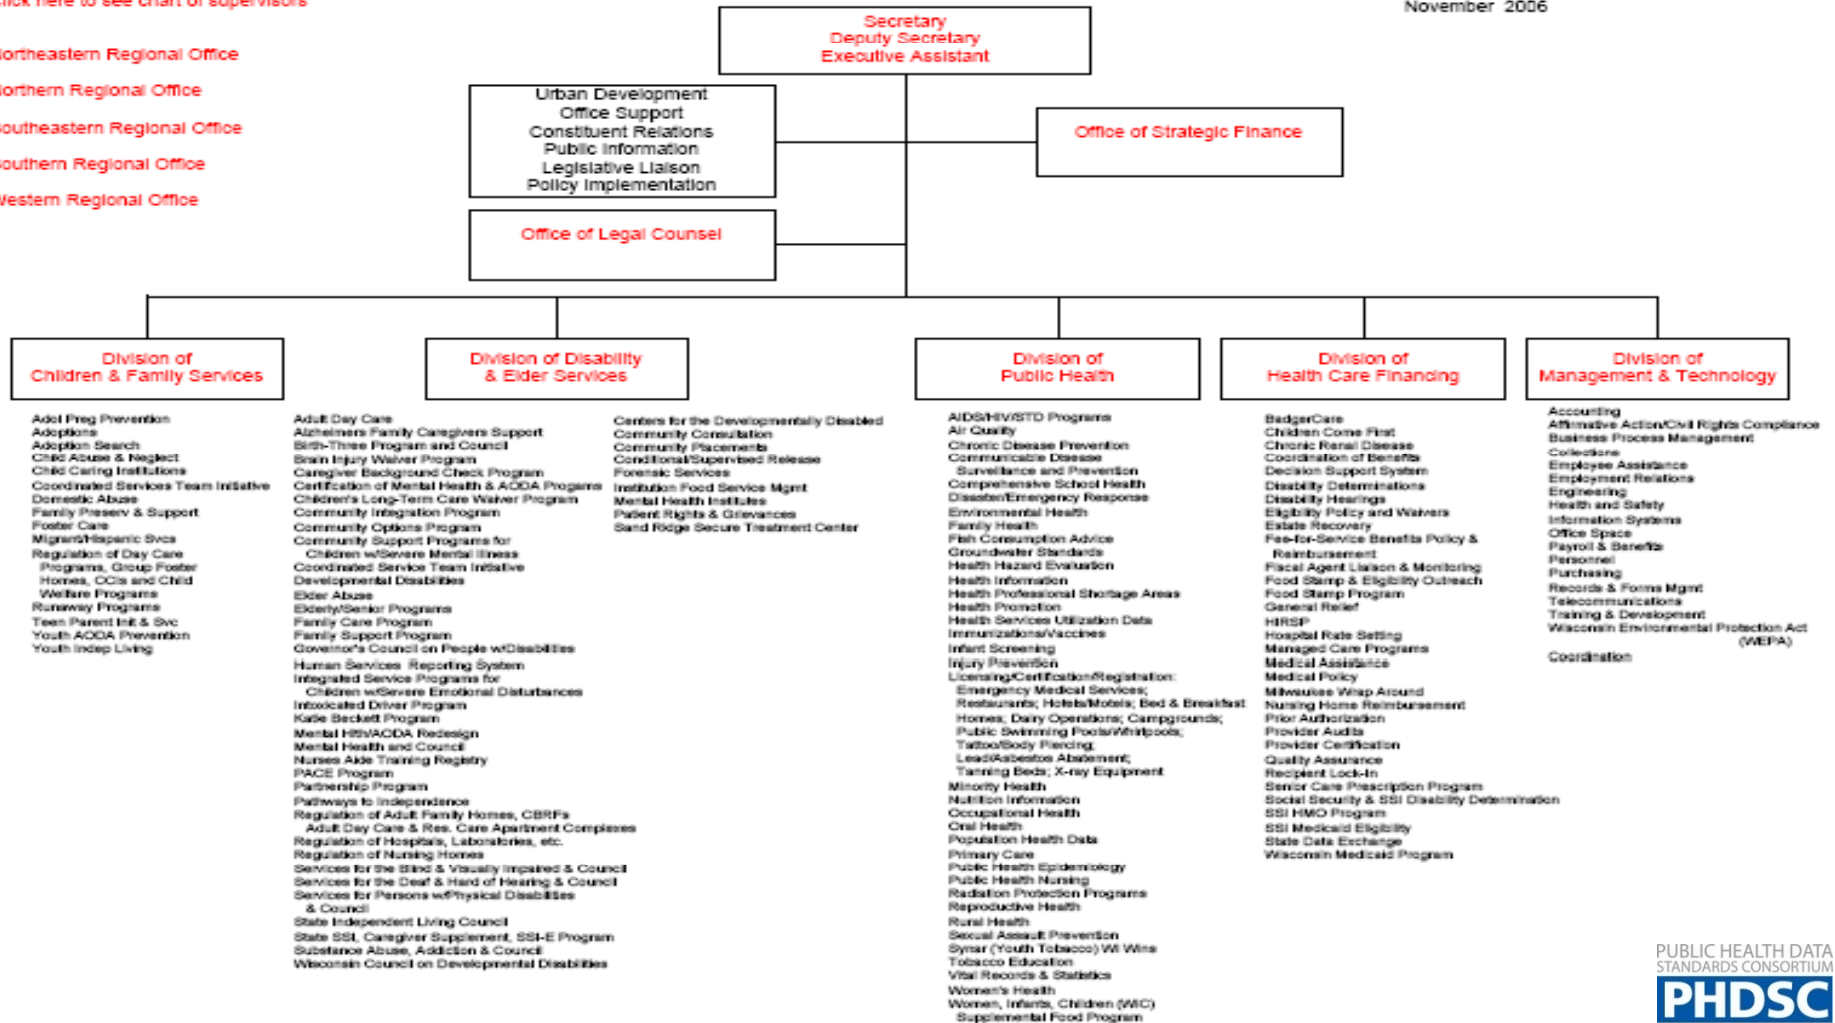 Click here to see chart of supervisors
November 2006
Northeastern Regional Office
Northern Regional Office
Southeastern Regional Office
Southern Regional Office
Western Regional Office
Secretary
Deputy Secretary
Executive Assistant
Urban Development
Office Support
Constituent Relations
Public Information
Legislative Liaison
Policy Implementation
Office of Strategic Finance
Office of Legal Counsel
Division of
Children & Family Services
Adol Preg Prevention
Adoptions
Adoption Search
Child Abuse & Neglect
Child Caring Institutions
Coordinated Services Team Initiative
Domestic Abuse
Family Preserv & Support
Foster Care
Migrant/Hispanic Svcs
Regulation of Day Care
Programs, Group Foster
Homes, CCIs and Child
Welfare Programs
Runaway Programs
Teen Parent Init & Svc
Youth AODA Prevention
Youth Indep Living
Division of Disability
& Elder Services
Adult Day Care
Alzheimers Family Caregivers Support
Birth-Three Program and Council
Brain Injury Waiver Program
Caregiver Background Check Program
Certification of Mental Health & AODA Progams
Children's Long-Term Care Waiver Program
Community Integration Program
Community Options Program
Community Support Programs for
Children w/Severe Mental Illness
Coordinated Service Team Initiative
Developmental Disabilities
Elder Abuse
Elderly/Senior Programs
Family Care Program
Family Support Program
Governor's Council on People w/Disabilities
Human Services Reporting System
Integrated Service Programs for
Children w/Severe Emotional Disturbances
Intoxicated Driver Program
Katie Beckett Program
Mental Hlth/AODA Redesign
Mental Health and Council
Nurses Aide Training Registry
PACE Program
Partnership Program
Pathways to Independence
Regulation of Adult Family Homes, CBRFs
Adult Day Care & Res. Care Apartment Complexes
Regulation of Hospitals, Laboratories, etc.
Regulation of Nursing Homes
Services for the Blind & Visually Impaired & Council
Services for the Deaf & Hard of Hearing & Council
Services for Persons w/Physical Disabilities
& Council
State Independent Living Council
State SSI, Caregiver Supplement, SSI-E Program
Substance Abuse, Addiction & Council
Wisconsin Council on Developmental Disabilities
Centers for the Developmentally Disabled
Community Consultation
Community Placements
Conditional/Supervised Release
Forensic Services
Institution Food Service Mgmt
Mental Health Institutes
Patient Rights & Grievances
Sand Ridge Secure Treatment Center
Division of
Public Health
AIDS/HIV/STD Programs
Air Quality
Chronic Disease Prevention
Communicable Disease
Surveillance and Prevention
Comprehensive School Health
Disaster/Emergency Response
Environmental Health
Family Health
Fish Consumption Advice
Groundwater Standards
Health Hazard Evaluation
Health Information
Health Professional Shortage Areas
Health Promotion
Health Services Utilization Data
Immunizations/Vaccines
Infant Screening
Injury Prevention
Licensing/Certification/Registration:
Emergency Medical Services;
Restaurants; Hotels/Motels; Bed & Breakfast
Homes; Dairy Operations; Campgrounds;
Public Swimming Pools/Whirlpools;
Tattoo/Body Piercing;
Lead/Asbestos Abatement;
Tanning Beds; X-ray Equipment
Minority Health
Nutrition Information
Occupational Health
Oral Health
Population Health Data
Primary Care
Public Health Epidemiology
Public Health Nursing
Radiation Protection Programs
Reproductive Health
Rural Health
Sexual Assault Prevention
Synar (Youth Tobacco) WI Wins
Tobacco Education
Vital Records & Statistics
Women's Health
Women, Infants, Children (WIC)
Supplemental Food Program
Division of
Health Care Financing
BadgerCare
Children Come First
Chronic Renal Disease
Coordination of Benefits
Decision Support System
Disability Determinations
Disability Hearings
Eligibility Policy and Waivers
Estate Recovery
Fee-for-Service Benefits Policy &
Reimbursement
Fiscal Agent Liaison & Monitoring
Food Stamp & Eligibility Outreach
Food Stamp Program
General Relief
HIRSP
Hospital Rate Setting
Managed Care Programs
Medical Assistance
Medical Policy
Milwaukee Wrap Around
Nursing Home Reimbursement
Prior Authorization
Provider Audits
Provider Certification
Quality Assurance
Recipient Lock-In
Senior Care Prescription Program
Social Security & SSI Disability Determination
SSI HMO Program
SSI Medicaid Eligibility
State Data Exchange
Wisconsin Medicaid Program
Division of
Management & Technology
Accounting
Affirmative Action/Civil Rights Compliance
Business Process Management
Collections
Employee Assistance
Employment Relations
Engineering
Health and Safety
Information Systems
Office Space
Payroll & Benefits
Personnel
Purchasing
Records & Forms Mgmt
Telecommunications
Training & Development
Wisconsin Environmental Protection Act
(WEPA)
Coordination
PUBLIC HEALTH DATA
STANDARDS CONSORTIUM
PHDSC